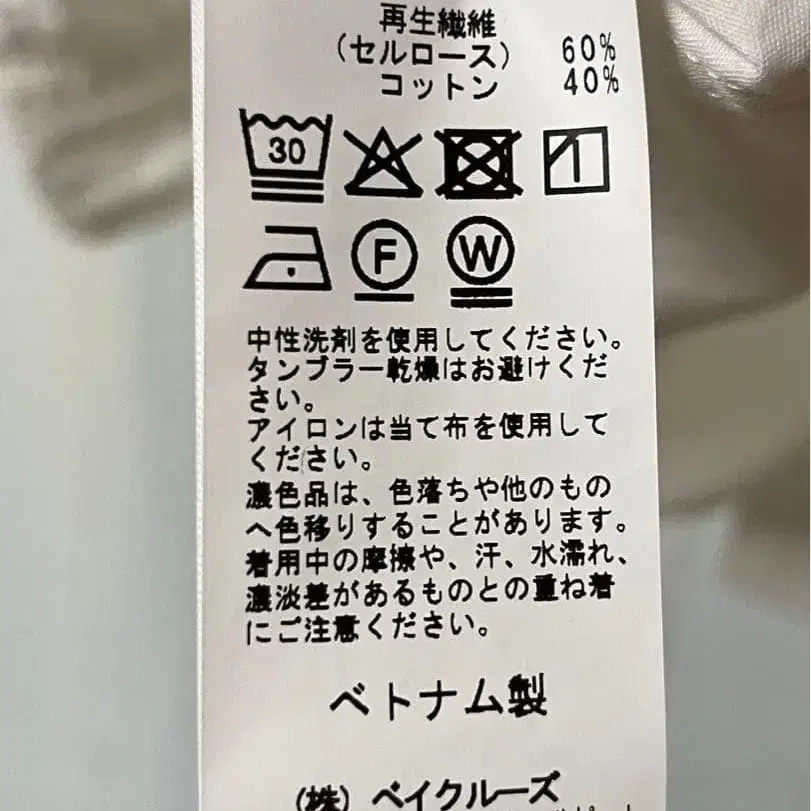 再生繊維
(セルロース) 60%
コットン 40%
30
F W
中性洗剤を使用してください。
タンブラー乾燥はお避けくだ
さい。
アイロンは当て布を使用して
ください。
濃色品は、色落ちや他のもの
へ色移りすることがあります。
着用中の摩擦や、汗、水濡れ、
濃淡差があるものとの重ね着
にご注意ください。
ベトナム製
(株) ベイクルーズ